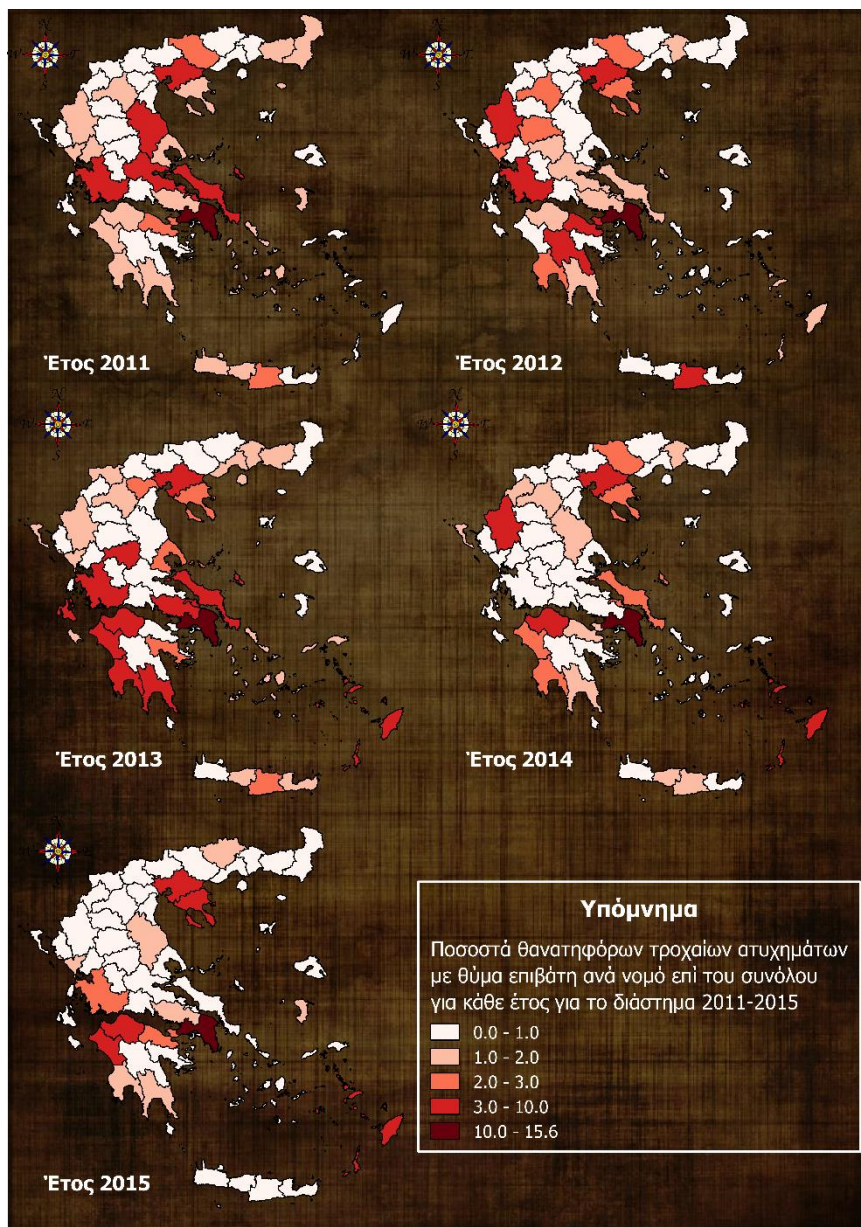 Έτος 2011
Έτος 2012
Έτος 2013
Έτος 2014
Έτος 2015
Υπόμνημα
Ποσοστά θανατηφόρων τροχαίων ατυχημάτων
με θύμα επιβάτη ανά νομό επί του συνόλου
για κάθε έτος για το διάστημα 2011-2015
0.0 - 1.0
1.0 - 2.0
2.0 - 3.0
3.0 - 10.0
10.0 - 15.6